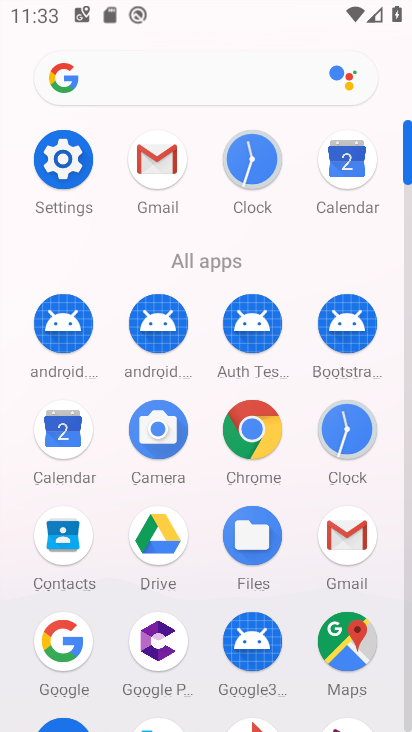 11:33
Settings Gmail Clock Calendar
2
All apps
android.... android.... Auth Tes... Bootstra...
2
Calendar Camera Chrome Clock
Contacts Drive Files Gmail
Google Google P... Google3... Maps